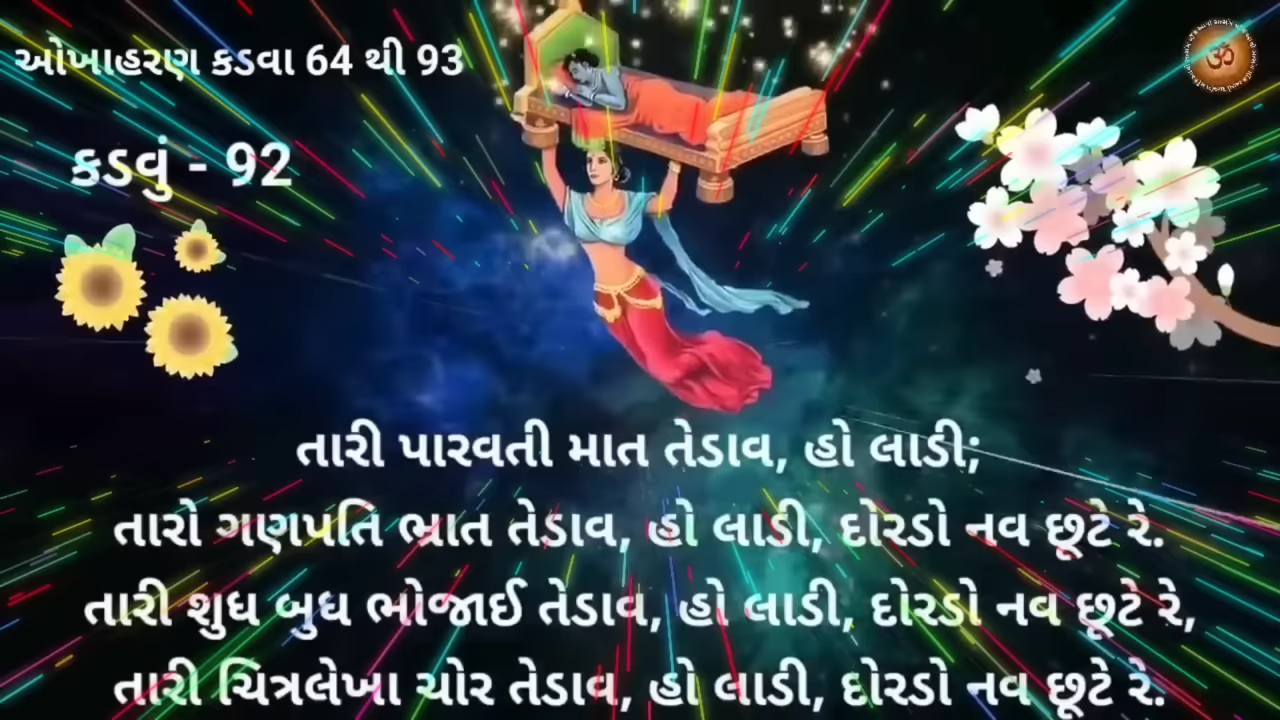 ઓખાહરણ કડવા 64 થી 93
કડવું - 92
ૐ
તારી પારવતી માત તેડાવ, હો લાડી;
તારો ગણપતિ ભ્રાત તેડાવ, હો લાડી, દોરડો નવ છૂટે રે.
તારી શુધ બુધ ભોજાઈ તેડાવ, હો લાડી, દોરડો નવ છૂટે રે,
તારી ચિત્રલેખા ચોર તેડાવ, હો લાડી, દોરડો નવ છૂટે રે.